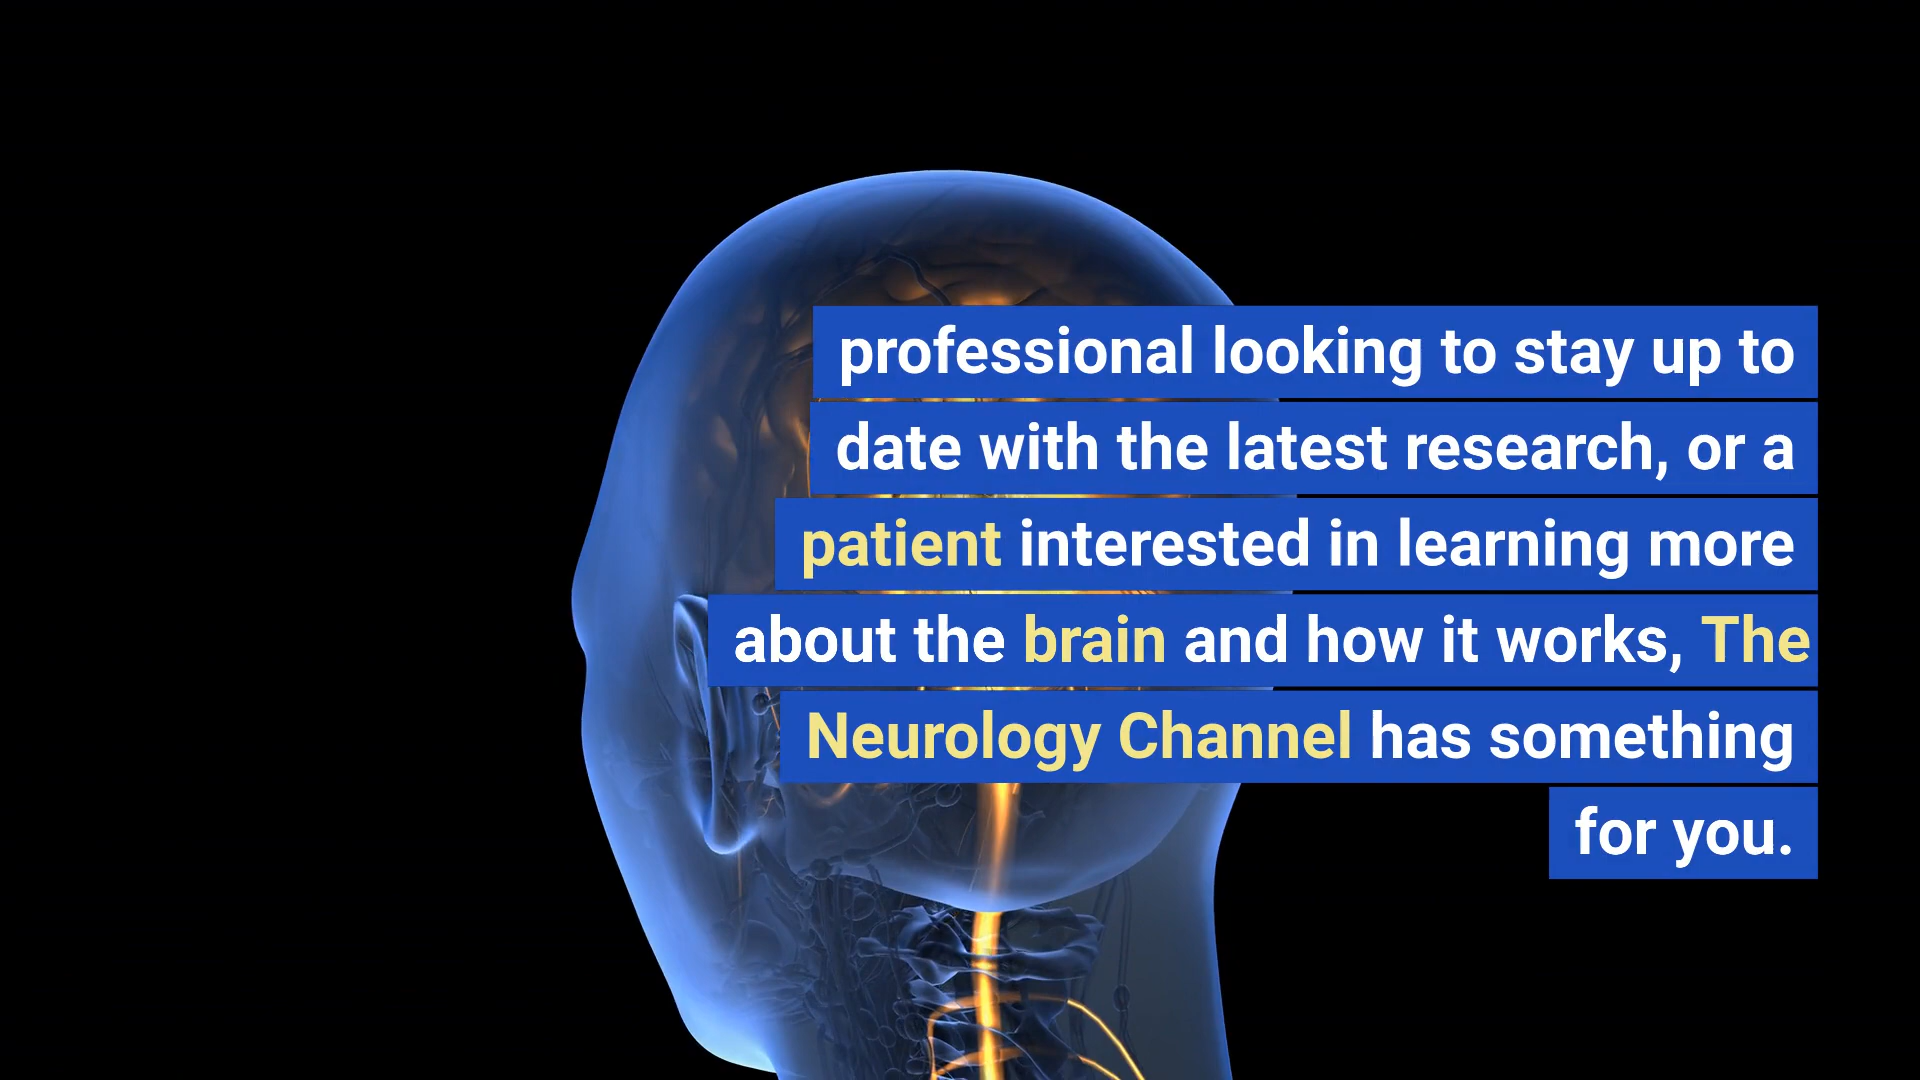 professional looking to stay up to
date with the latest research, or a
patient interested in learning more
about the brain and how it works, The
Neurology Channel has something
for you.